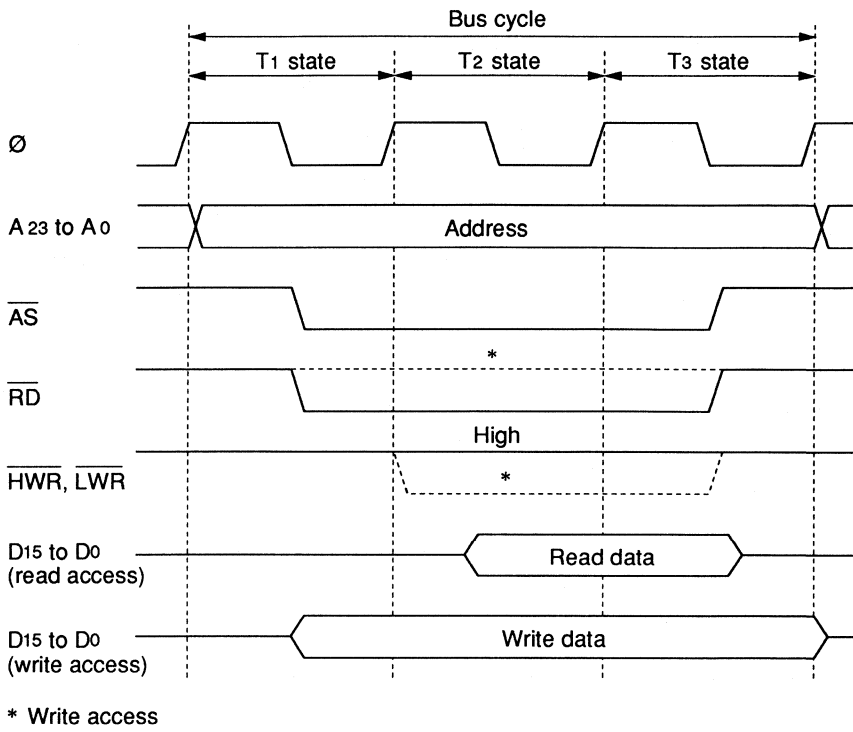 Bus cycle
T1 state T2 state T3 state
Ø
A23 to A0 Address
AS
*
RD
High
HWR, LWR *
D15 to D0
(read access) Read data
D15 to D0
(write access) Write data
* Write access